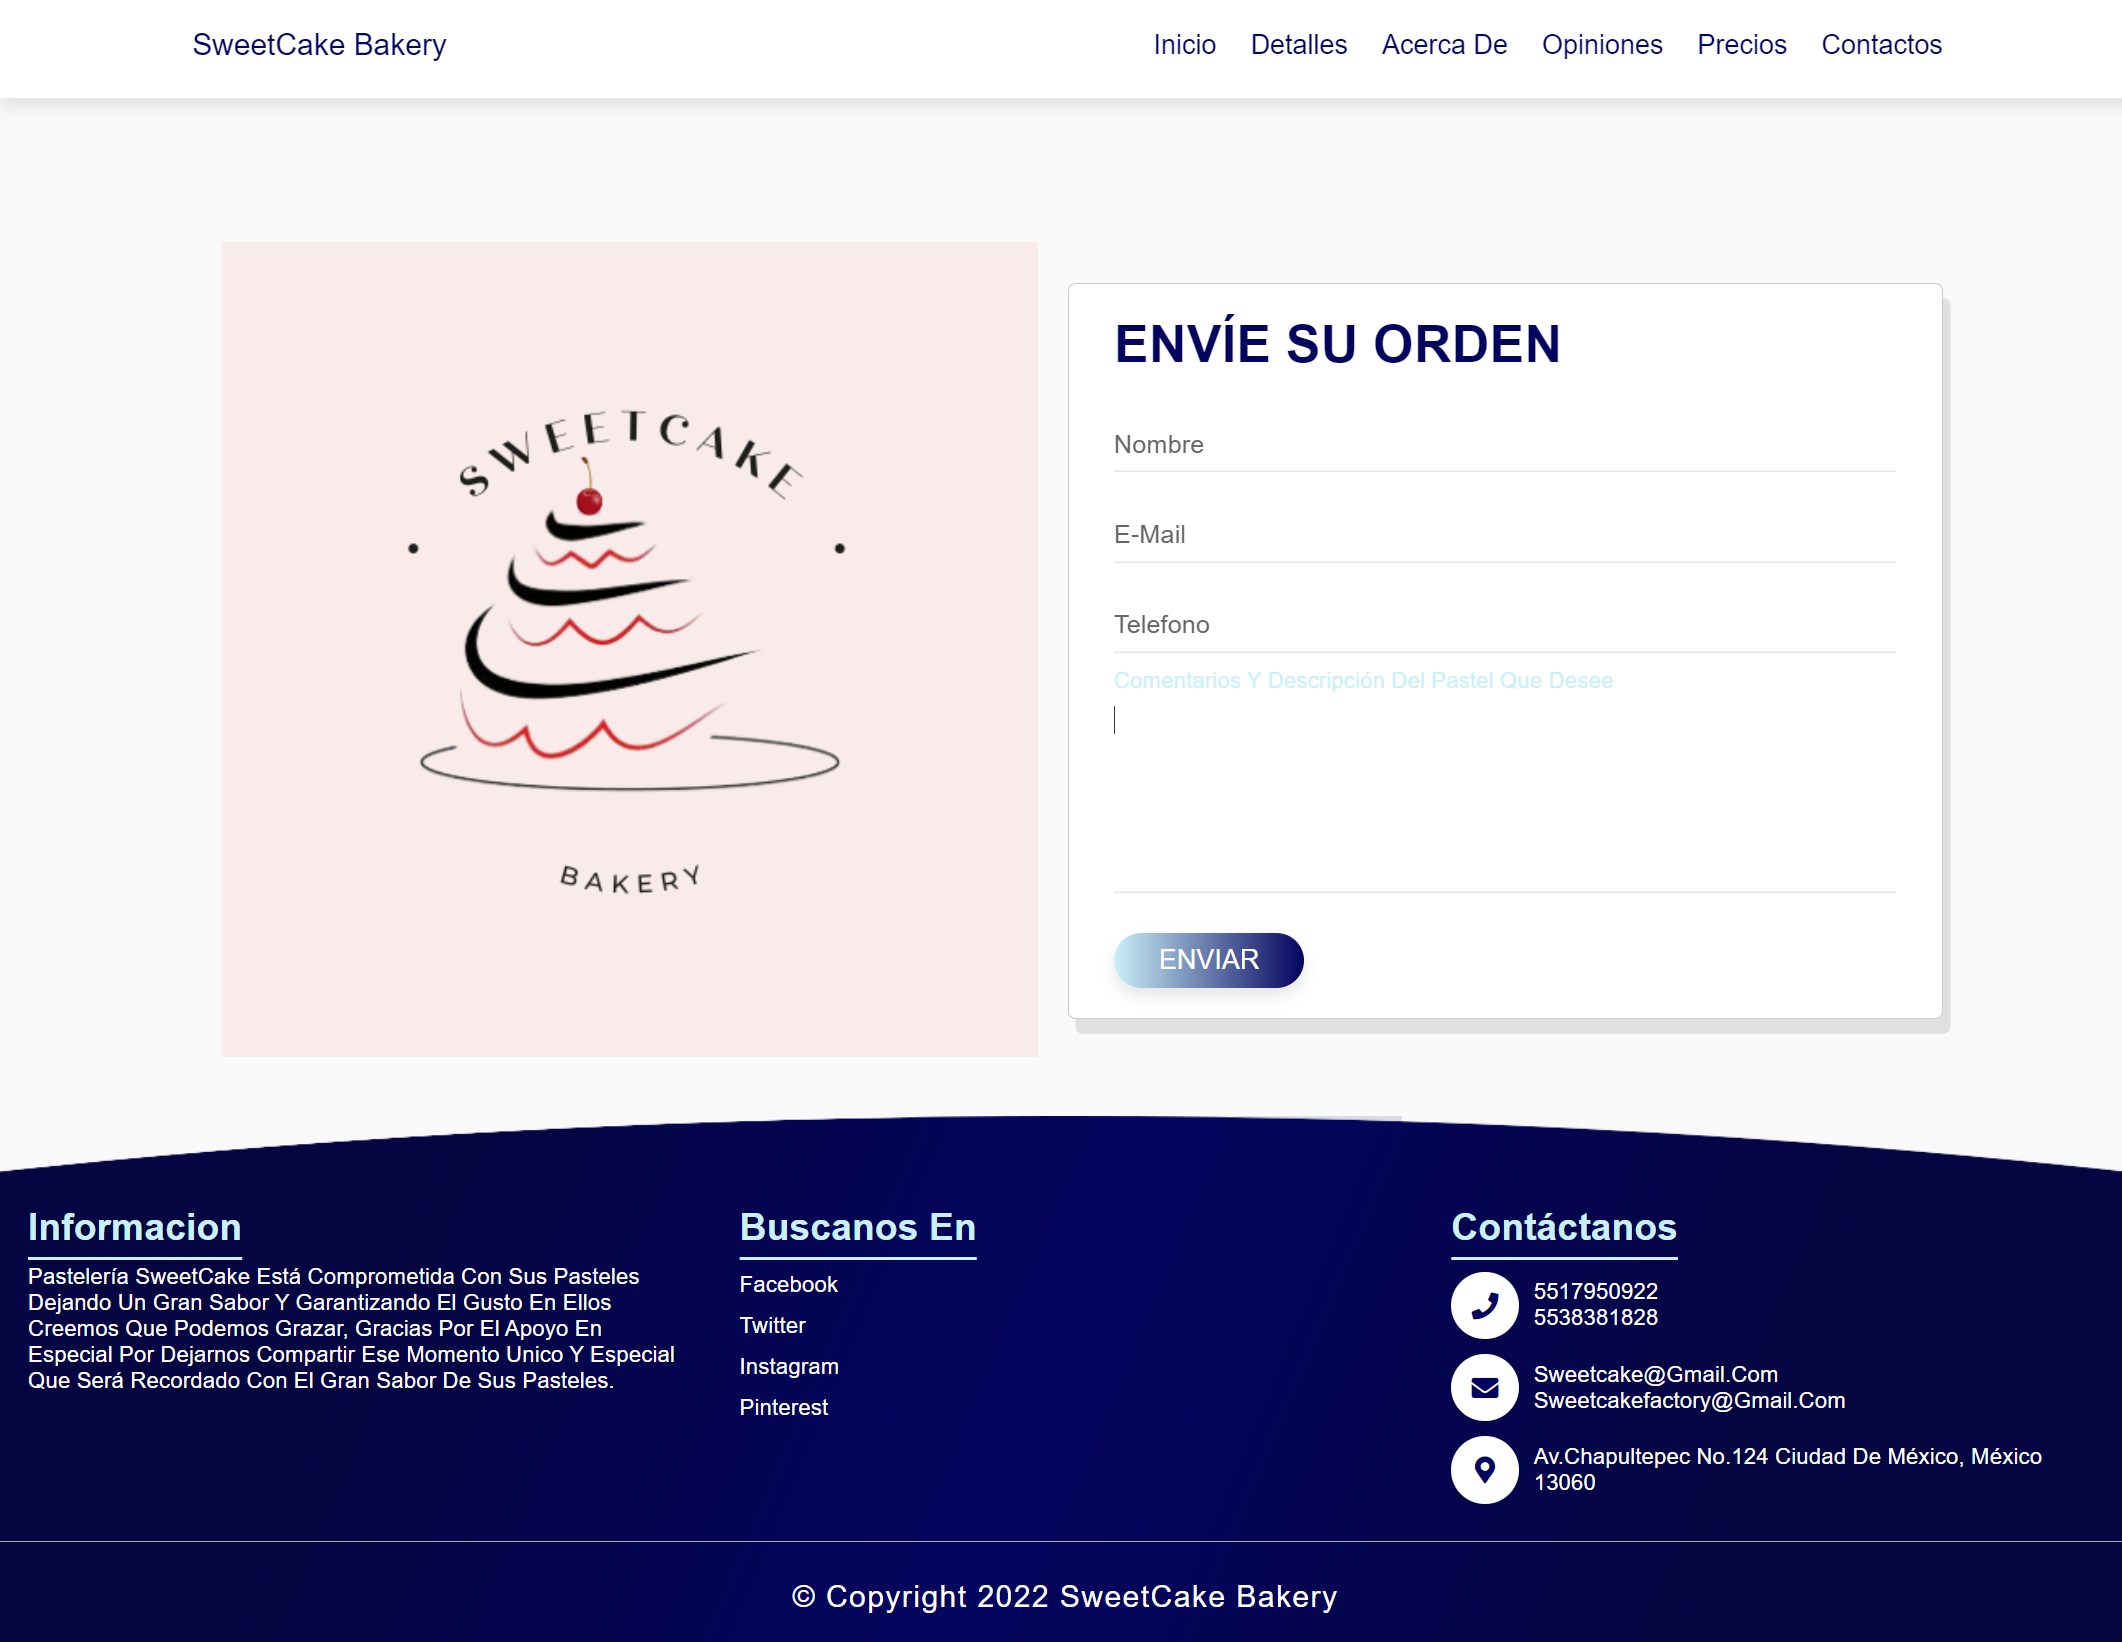 SweetCake Bakery
Inicio Detalles Acerca De Opiniones Precios Contactos
SWEETCAKE
BAKERY
ENVÍE SU ORDEN
Nombre
E-Mail
Telefono
Comentarios Y Descripción Del Pastel Que Desee
ENVIAR
Informacion
Pastelería SweetCake Está Comprometida Con Sus Pasteles
Dejando Un Gran Sabor Y Garantizando El Gusto En Ellos
Creemos Que Podemos Grazar, Gracias Por El Apoyo En
Especial Por Dejarnos Compartir Ese Momento Unico Y Especial
Que Será Recordado Con El Gran Sabor De Sus Pasteles.
Buscanos En
Facebook
Twitter
Instagram
Pinterest
Contáctanos
5517950922
5538381828
Sweetcake@Gmail.Com
Sweetcakefactory@Gmail.Com
Av.Chapultepec No.124 Ciudad De México, México
13060
© Copyright 2022 SweetCake Bakery